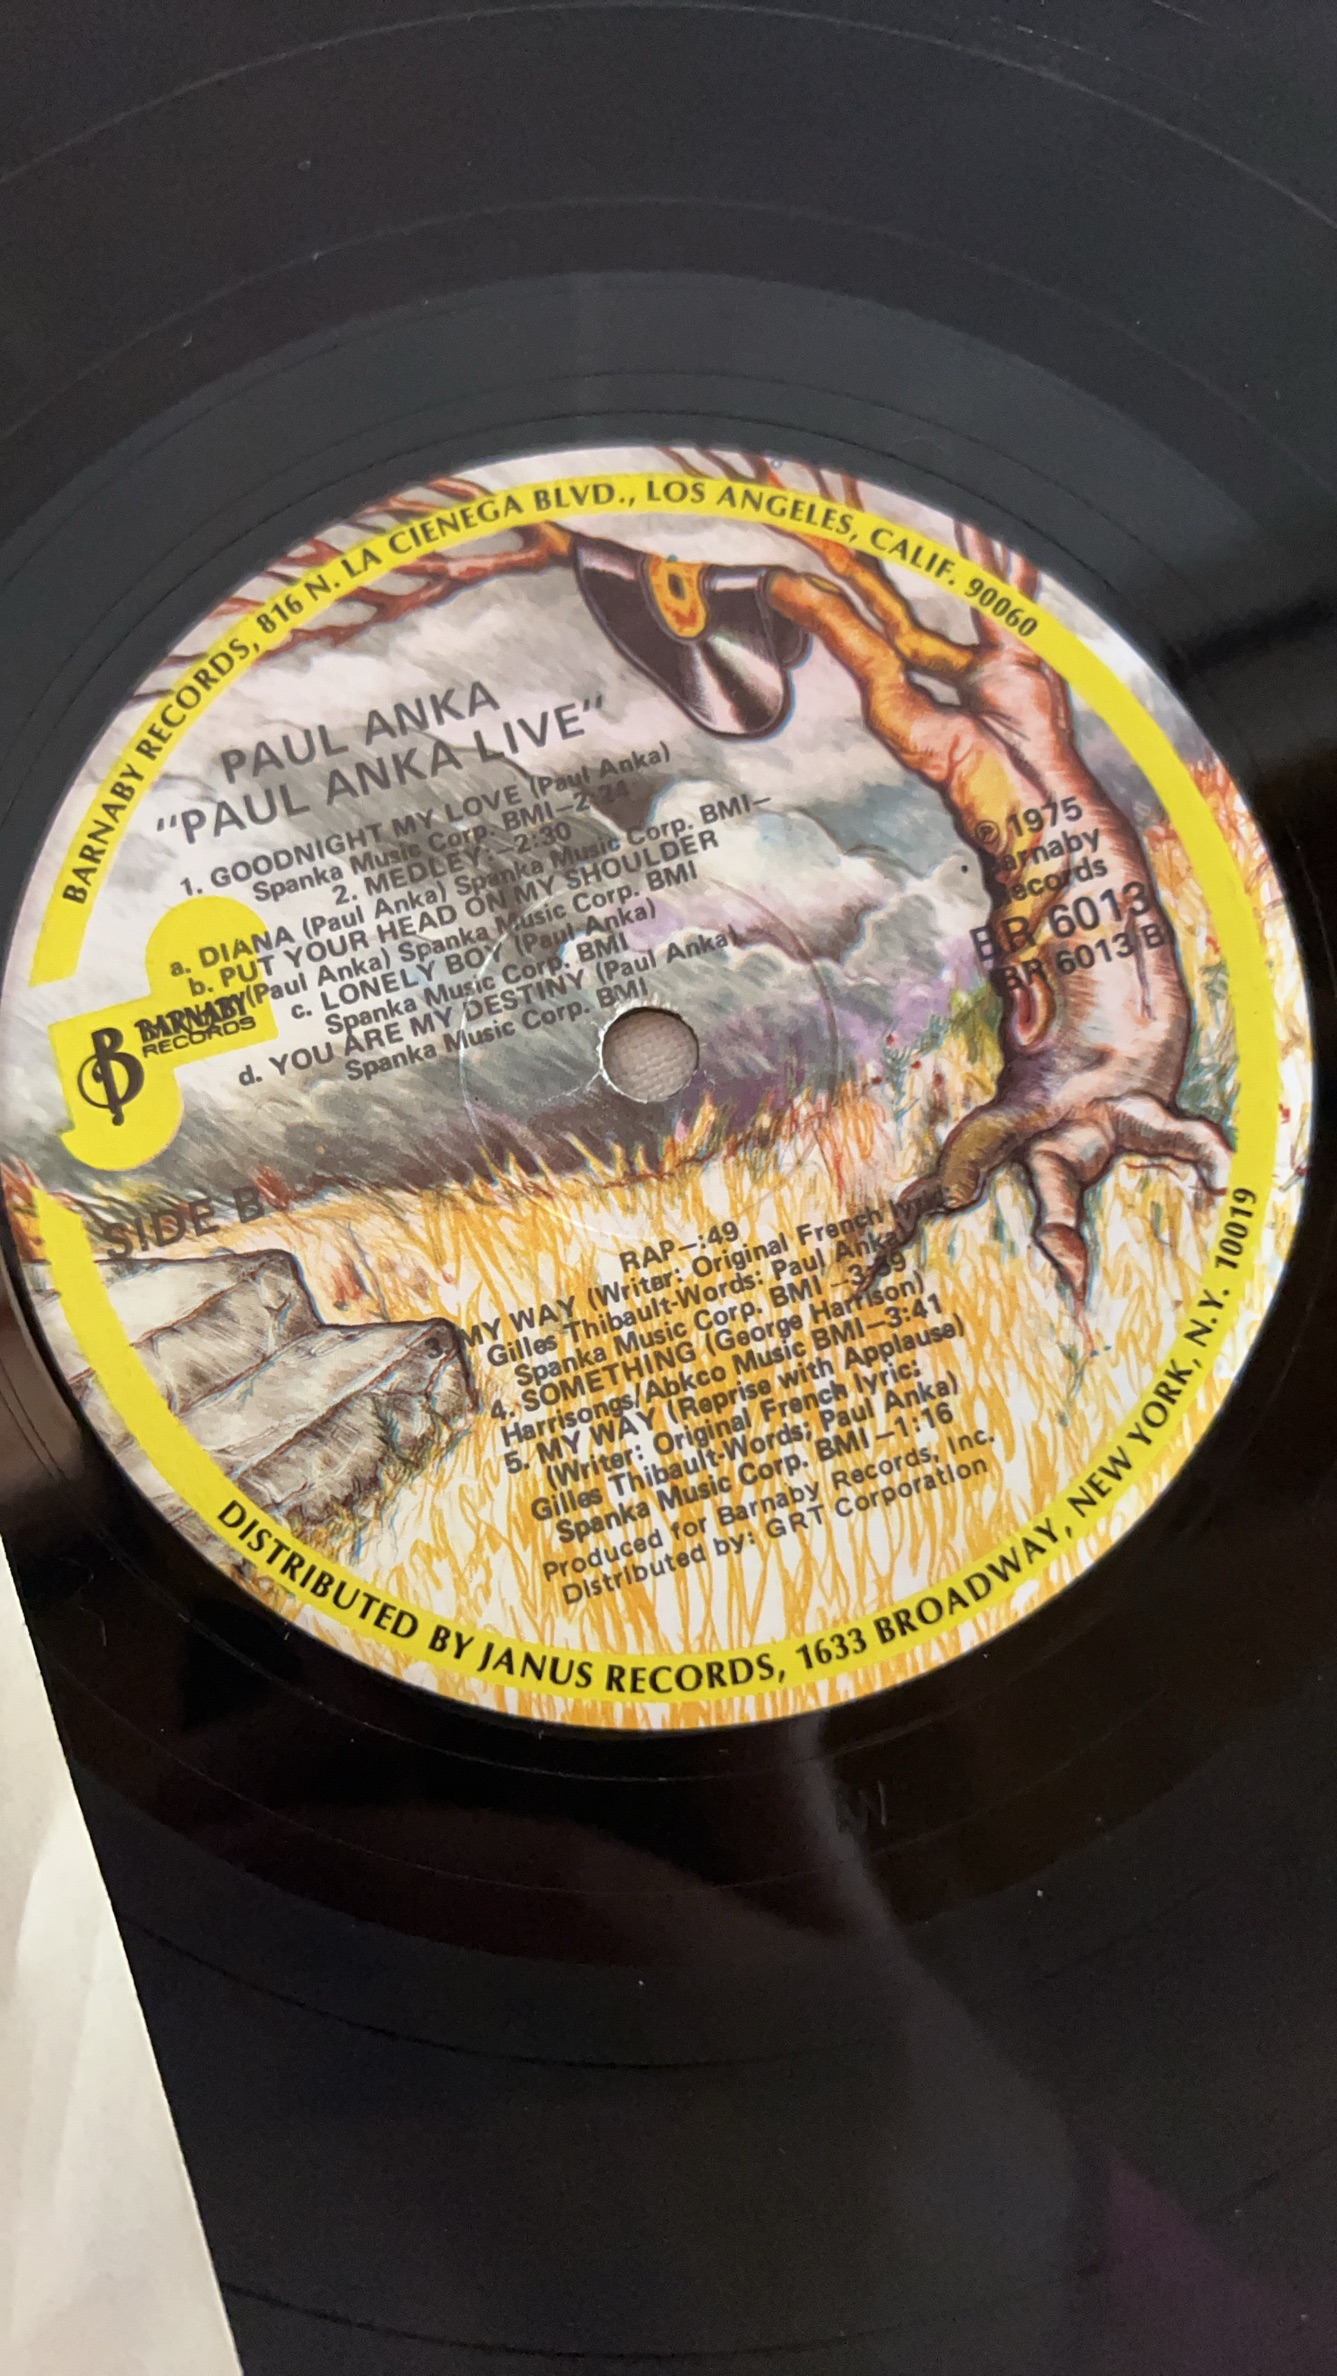 BARNABY RECORDS, 816 N. LA CIENEGA BLVD., LOS ANGELES, CALIF. 90060
PAUL ANKA
"PAUL ANKA LIVE"
1. GOODNIGHT MY LOVE (Paul Anka)
Spanka Music Corp. BMI-2:24
2. MEDLEY:-2:30
a. DIANA (Paul Anka) Spanka Music Corp. BMI-
b. PUT YOUR HEAD ON MY SHOULDER
(Paul Anka) Spanka Music Corp. BMI
c. LONELY BOY (Paul Anka)
Spanka Music Corp. BMI
d. YOU ARE MY DESTINY (Paul Anka)
Spanka Music Corp. BMI
℗ 1975
Barnaby
Records
BR 6013
BR 6013 B
B BARNABY
RECORDS
SIDE B
RAP-:49
3. MY WAY (Writer: Original French lyric:
Gilles Thibault-Words: Paul Anka)
Spanka Music Corp. BMI -3:59
4. SOMETHING (George Harrison)
Harrisongs/Abkco Music BMI-3:41
5. MY WAY (Reprise with Applause)
(Writer: Original French lyric:
Gilles Thibault-Words; Paul Anka)
Spanka Music Corp. BMI -1:16
Produced for Barnaby Records, Inc.
Distributed by: GRT Corporation
DISTRIBUTED BY JANUS RECORDS, 1633 BROADWAY, NEW YORK, N.Y. 10019